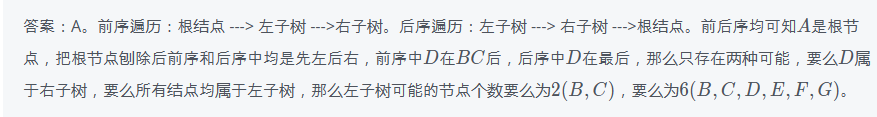 答案：A。前序遍历：根结点 ---> 左子树 --->右子树。后序遍历：左子树 ---> 右子树 --->根结点。前后序均可知A是根节
点，把根节点刨除后前序和后序中均是先左后右，前序中D在BC后，后序中D在最后，那么只存在两种可能，要么D属
于右子树，要么所有结点均属于左子树，那么左子树可能的节点个数要么为2(B, C)，要么为6(B, C, D, E, F, G)。